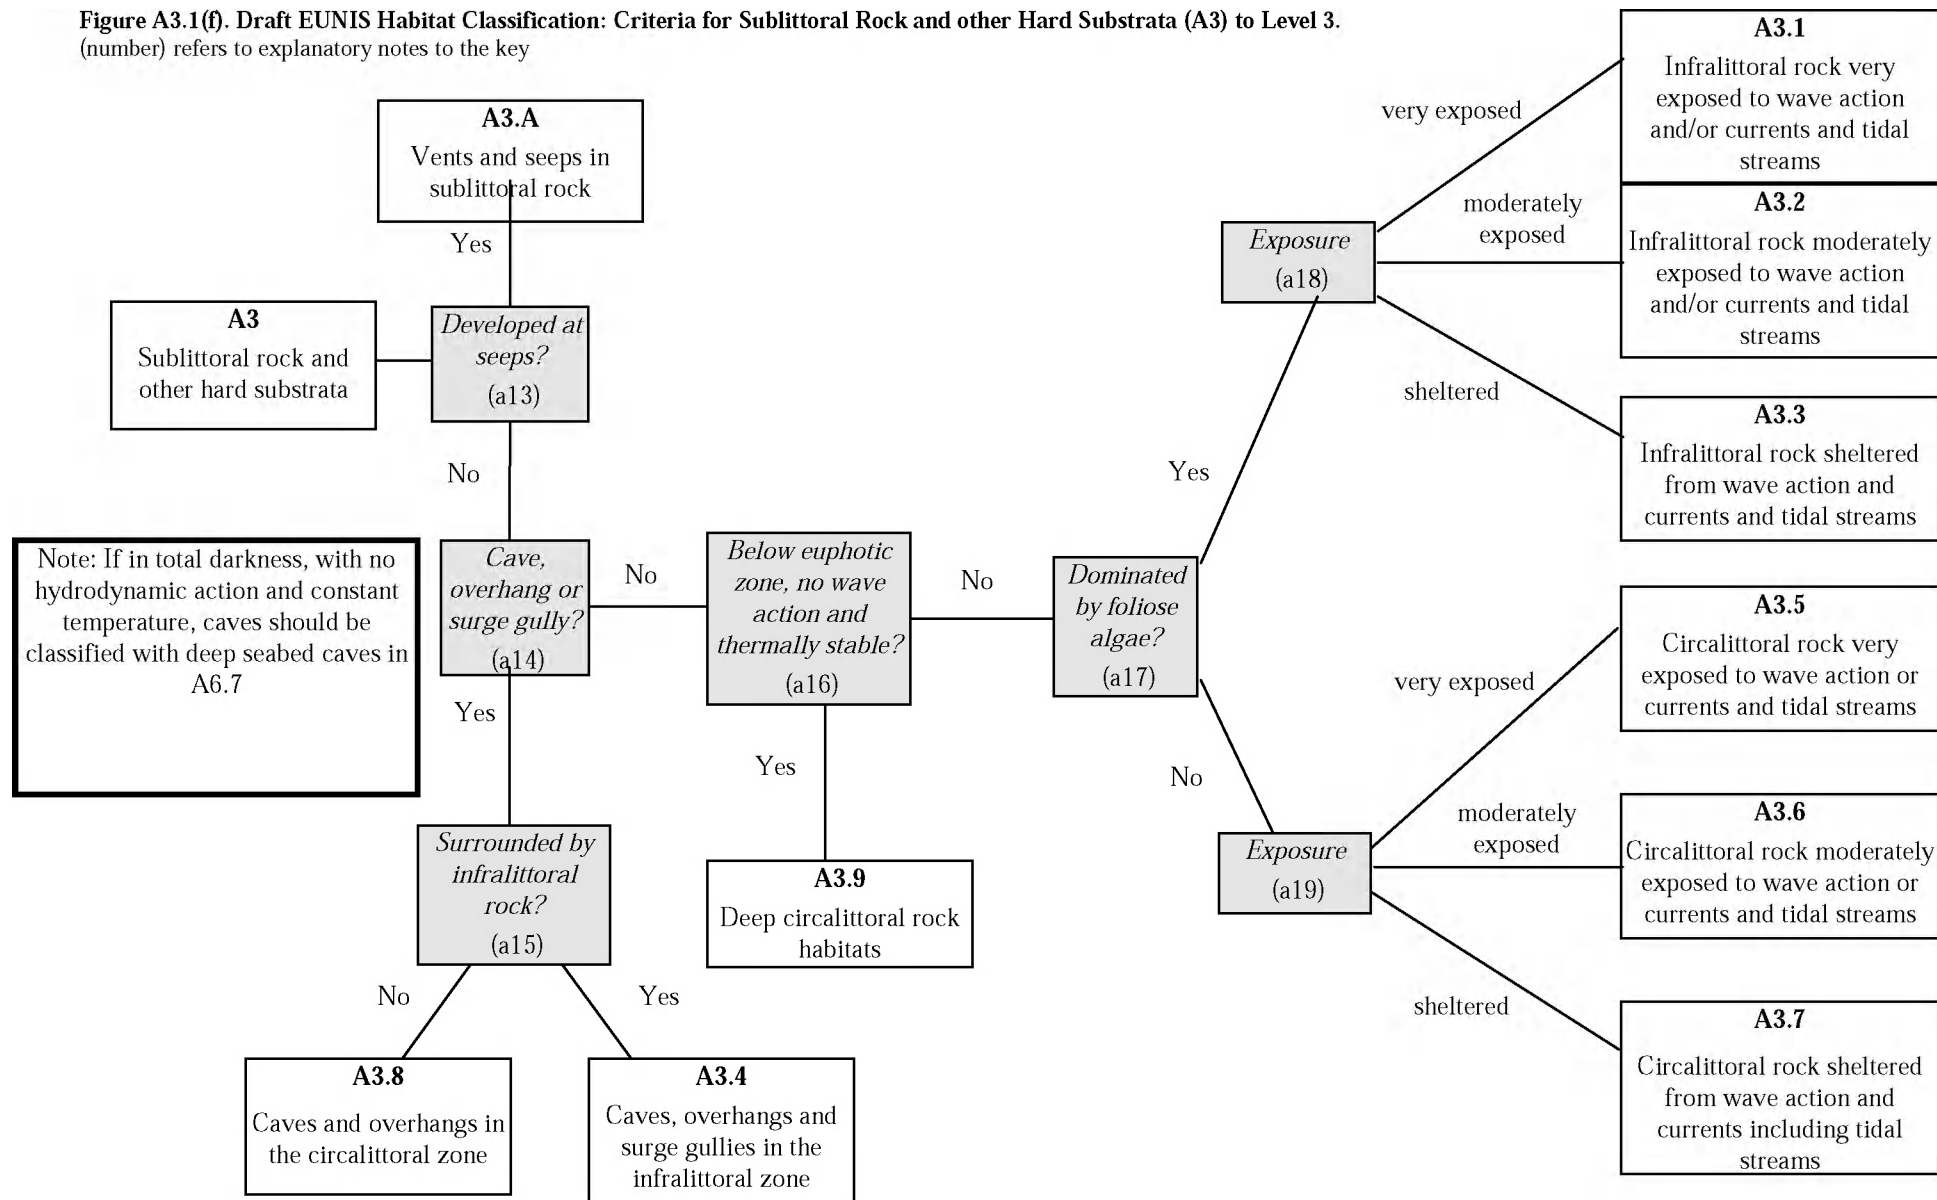 Figure A3.1(f). Draft EUNIS Habitat Classification: Criteria for Sublittoral Rock and other Hard Substrata (A3) to Level 3.
(number) refers to explanatory notes to the key
A3.A
Vents and seeps in
sublittoral rock
Yes
A3
Sublittoral rock and
other hard substrata
Developed at
seeps?
(a13)
No
Note: If in total darkness, with no
hydrodynamic action and constant
temperature, caves should be
classified with deep seabed caves in
A6.7
Cave,
overhang or
surge gully?
(a14)
No
Yes
Below euphotic
zone, no wave
action and
thermally stable?
(a16)
No
Yes
Surrounded by
infralittoral
rock?
(a15)
No
Yes
A3.8
Caves and overhangs in
the circalittoral zone
A3.4
Caves, overhangs and
surge gullies in the
infralittoral zone
A3.9
Deep circalittoral rock
habitats
Dominated
by foliose
algae?
(a17)
Yes
No
Exposure
(a18)
very exposed
moderately
exposed
sheltered
A3.1
Infralittoral rock very
exposed to wave action
and/or currents and tidal
streams
A3.2
Infralittoral rock moderately
exposed to wave action
and/or currents and tidal
streams
A3.3
Infralittoral rock sheltered
from wave action and
currents and tidal streams
Exposure
(a19)
very exposed
moderately
exposed
sheltered
A3.5
Circalittoral rock very
exposed to wave action or
currents and tidal streams
A3.6
Circalittoral rock moderately
exposed to wave action or
currents and tidal streams
A3.7
Circalittoral rock sheltered
from wave action and
currents including tidal
streams